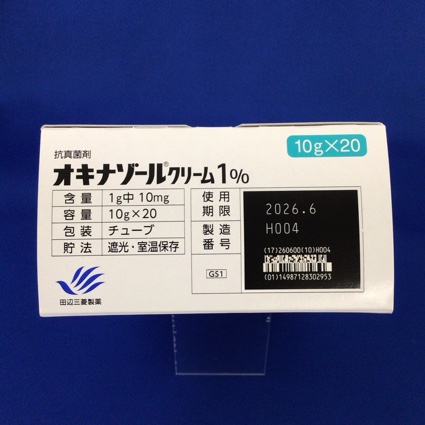 抗真菌剤
10g×20
オキナゾール®クリーム1%
含量 1g中 10mg
容量 10g×20
包装 チューブ
貯法 遮光・室温保存
使用期限 2026.6
製造番号 H004
(17)260600(10)H004
GS1
(01)14987128302953
田辺三菱製薬